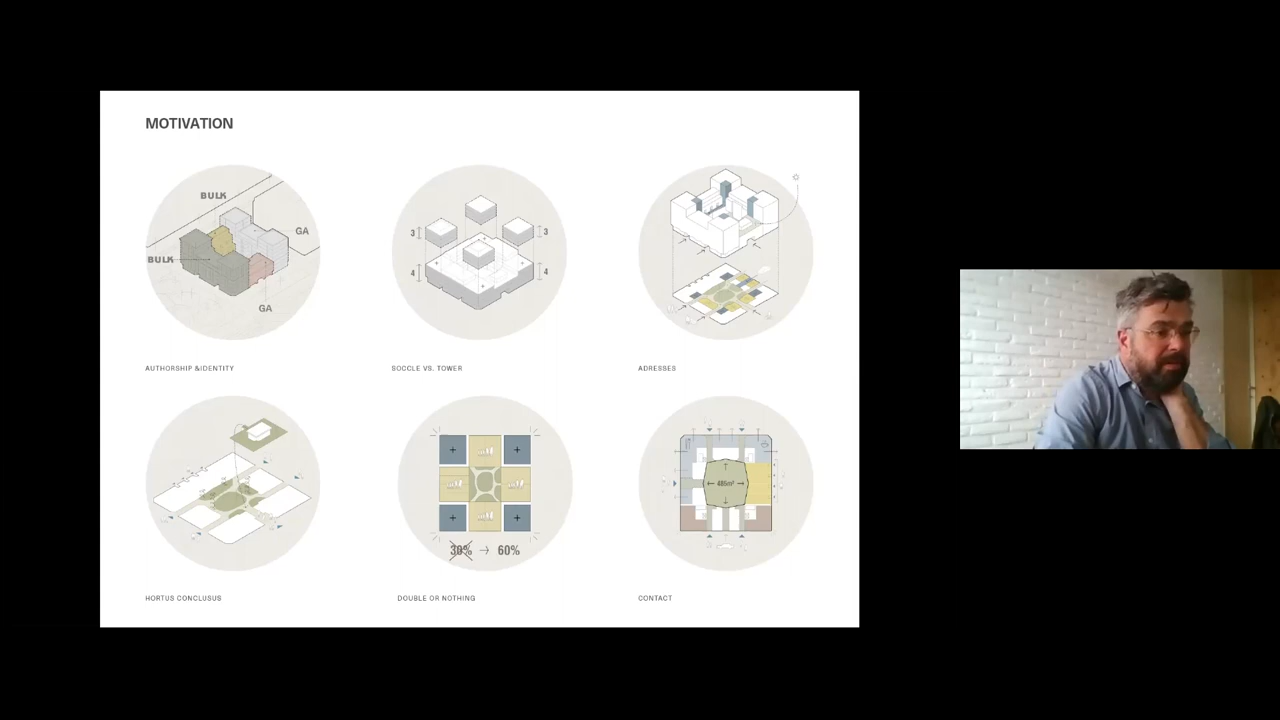 MOTIVATION
BULK
GA
BULK
GA
3
3
4
4
AUTHORSHIP &IDENTITY
SOCCLE VS. TOWER
ADRESSES
486m²
30% → 60%
HORTUS CONCLUSUS
DOUBLE OR NOTHING
CONTACT